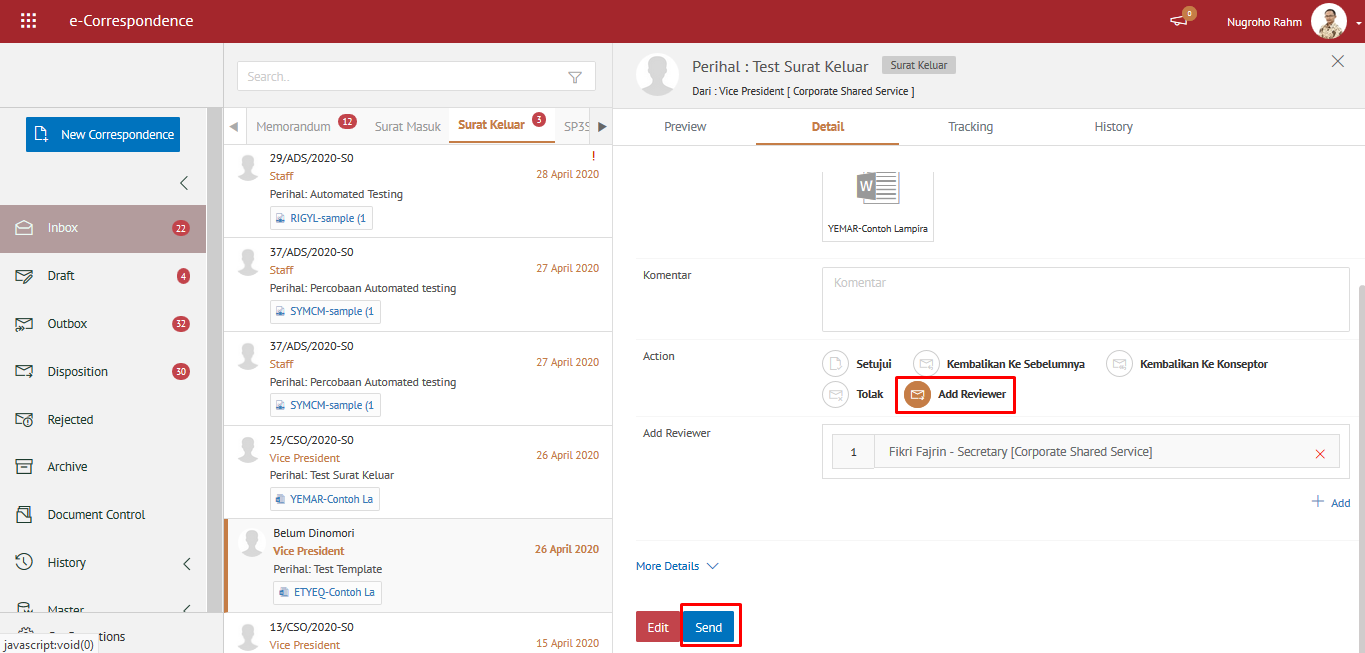 e-Correspondence
0
Nugroho Rahm
New Correspondence
Inbox 22
Draft 4
Outbox 32
Disposition 30
Rejected
Archive
Document Control
History
Master
javascript:void(0)
Search..
Memorandum 12 Surat Masuk Surat Keluar 3 SP3S
29/ADS/2020-S0 !
Staff 28 April 2020
Perihal: Automated Testing
RIGYL-sample (1
37/ADS/2020-S0
Staff 27 April 2020
Perihal: Percobaan Automated testing
SYMCM-sample (1
37/ADS/2020-S0
Staff 27 April 2020
Perihal: Percobaan Automated testing
SYMCM-sample (1
25/CSO/2020-S0
Vice President 26 April 2020
Perihal: Test Surat Keluar
YEMAR-Contoh La
Belum Dinomori
Vice President 26 April 2020
Perihal: Test Template
ETYEQ-Contoh La
13/CSO/2020-S0
Vice President 15 April 2020
Perihal : Test Surat Keluar Surat Keluar
Dari : Vice President [ Corporate Shared Service ]
Preview Detail Tracking History
W
YEMAR-Contoh Lampira
Komentar Komentar
Action Setujui Kembalikan Ke Sebelumnya Kembalikan Ke Konseptor
Tolak Add Reviewer
Add Reviewer
1 Fikri Fajrin - Secretary [Corporate Shared Service]
Add
More Details
Edit Send